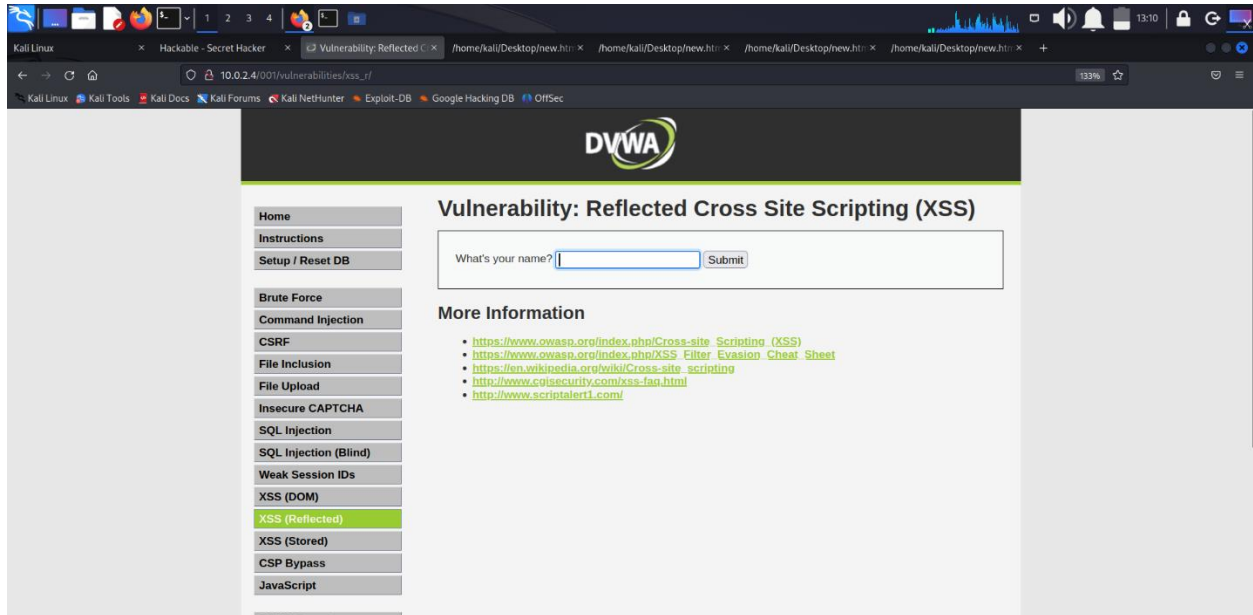 1 2 3 4 13:10
Kali Linux × Hackable - Secret Hacker × Vulnerability: Reflected C × /home/kali/Desktop/new.htm × /home/kali/Desktop/new.htm × /home/kali/Desktop/new.htm × /home/kali/Desktop/new.htm × +
10.0.2.4/001/vulnerabilities/xss_r/ 133%
Kali Linux Kali Tools Kali Docs Kali Forums Kali NetHunter Exploit-DB Google Hacking DB OffSec
DVWA
Home
Instructions
Setup / Reset DB
Brute Force
Command Injection
CSRF
File Inclusion
File Upload
Insecure CAPTCHA
SQL Injection
SQL Injection (Blind)
Weak Session IDs
XSS (DOM)
XSS (Reflected)
XSS (Stored)
CSP Bypass
JavaScript
Vulnerability: Reflected Cross Site Scripting (XSS)
What's your name? Submit
More Information
• https://www.owasp.org/index.php/Cross-site_Scripting_(XSS)
• https://www.owasp.org/index.php/XSS_Filter_Evasion_Cheat_Sheet
• https://en.wikipedia.org/wiki/Cross-site_scripting
• http://www.cgisecurity.com/xss-faq.html
• http://www.scriptalert1.com/